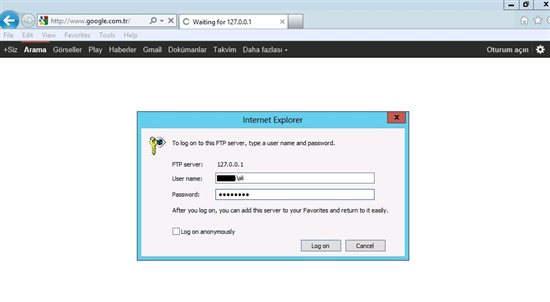 http://www.google.com.tr/
Waiting for 127.0.0.1
File Edit View Favorites Tools Help
+Siz Arama Görseller Play Haberler Gmail Dokümanlar Takvim Daha fazlası Oturum açın
Internet Explorer
To log on to this FTP server, type a user name and password.
FTP server: 127.0.0.1
User name: \ali
Password: ••••••••
After you log on, you can add this server to your Favorites and return to it easily.
Log on anonymously
Log on Cancel